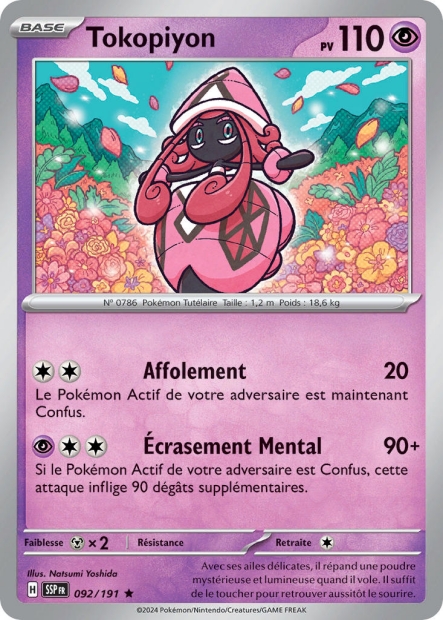 BASE
Tokopiyon
PV 110
N° 0786 Pokémon Tutélaire Taille : 1,2 m Poids : 18,6 kg
Affolement 20
Le Pokémon Actif de votre adversaire est maintenant
Confus.
Écrasement Mental 90+
Si le Pokémon Actif de votre adversaire est Confus, cette
attaque inflige 90 dégâts supplémentaires.
Faiblesse ×2 Résistance Retraite
Illus. Natsumi Yoshida
H SSP FR 092/191 ★
Avec ses ailes délicates, il répand une poudre
mystérieuse et lumineuse quand il vole. Il suffit
de le toucher pour retrouver aussitôt le sourire.
©2024 Pokémon/Nintendo/Creatures/GAME FREAK